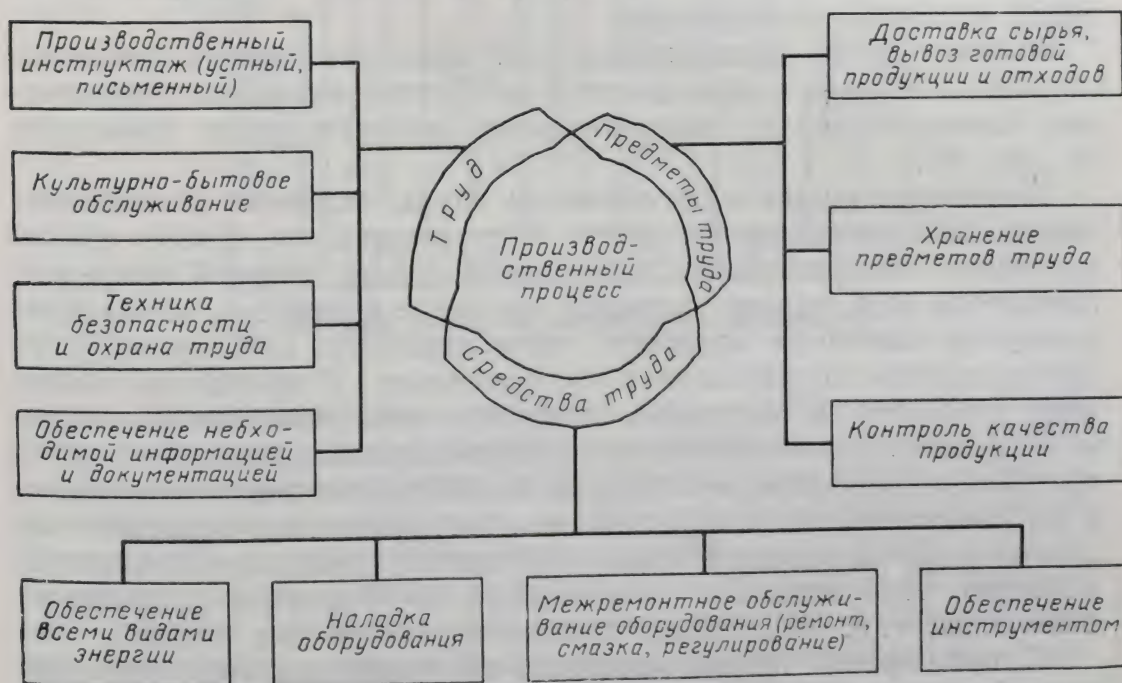 Производственный
инструктаж (устный,
письменный)
Культурно-бытовое
обслуживание
Техника
безопасности
и охрана труда
Обеспечение небхо-
димой информацией
и документацией
Труд
Предметы труда
Средства труда
Производ-
ственный
процесс
Доставка сырья,
вывоз готовой
продукции и отходов
Хранение
предметов труда
Контроль качества
продукции
Обеспечение
всеми видами
энергии
Наладка
оборудования
Межремонтное обслужи-
вание оборудования (ремонт,
смазка, регулирование)
Обеспечение
инструментом